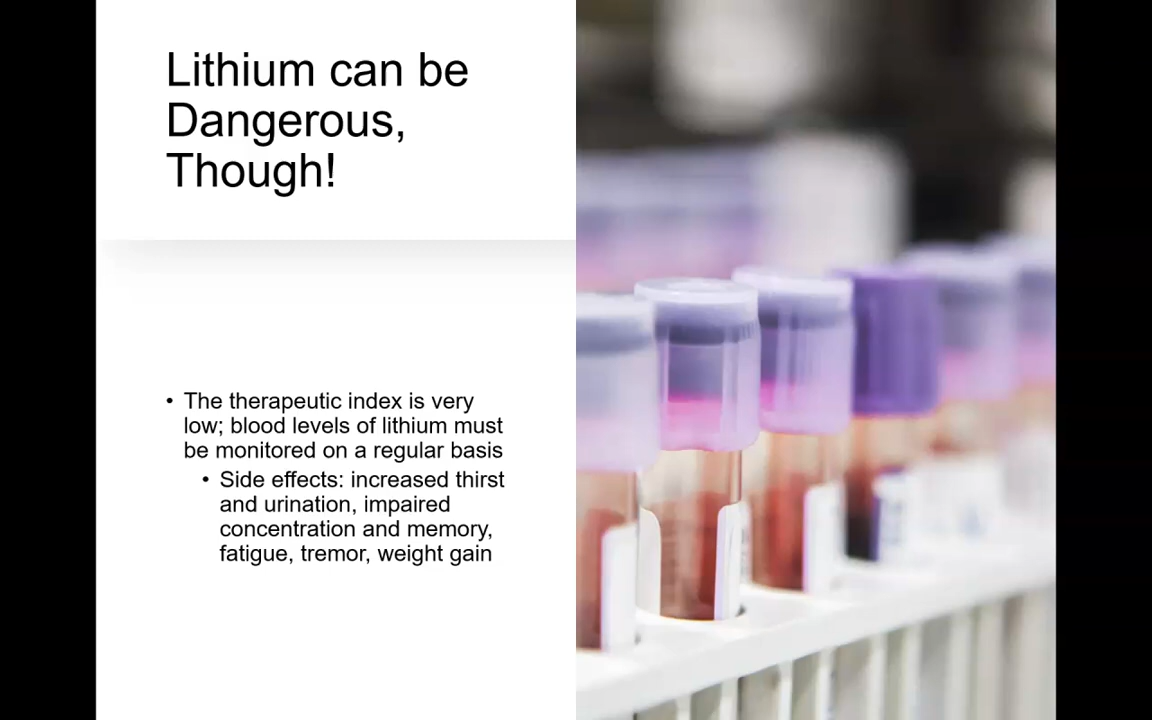 Lithium can be
Dangerous,
Though!
• The therapeutic index is very
low; blood levels of lithium must
be monitored on a regular basis
• Side effects: increased thirst
and urination, impaired
concentration and memory,
fatigue, tremor, weight gain